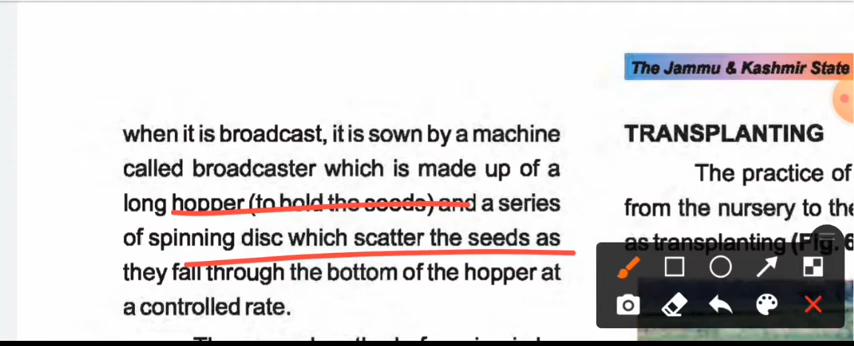 The Jammu & Kashmir State
when it is broadcast, it is sown by a machine
called broadcaster which is made up of a
long hopper (to hold the seeds) and a series
of spinning disc which scatter the seeds as
they fall through the bottom of the hopper at
a controlled rate.
TRANSPLANTING
The practice of
from the nursery to the
as transplanting (Fig. 6